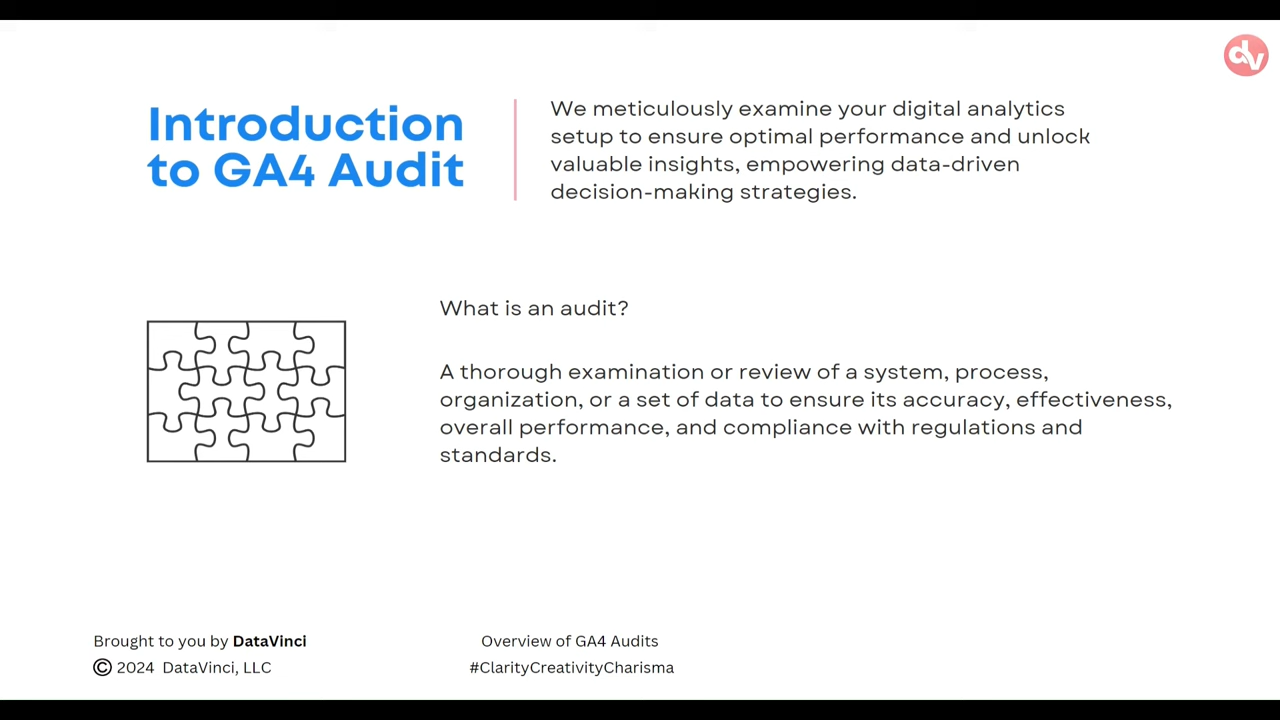 dv
Introduction
to GA4 Audit
We meticulously examine your digital analytics
setup to ensure optimal performance and unlock
valuable insights, empowering data-driven
decision-making strategies.
What is an audit?
A thorough examination or review of a system, process,
organization, or a set of data to ensure its accuracy, effectiveness,
overall performance, and compliance with regulations and
standards.
Brought to you by DataVinci
© 2024 DataVinci, LLC
Overview of GA4 Audits
#ClarityCreativityCharisma